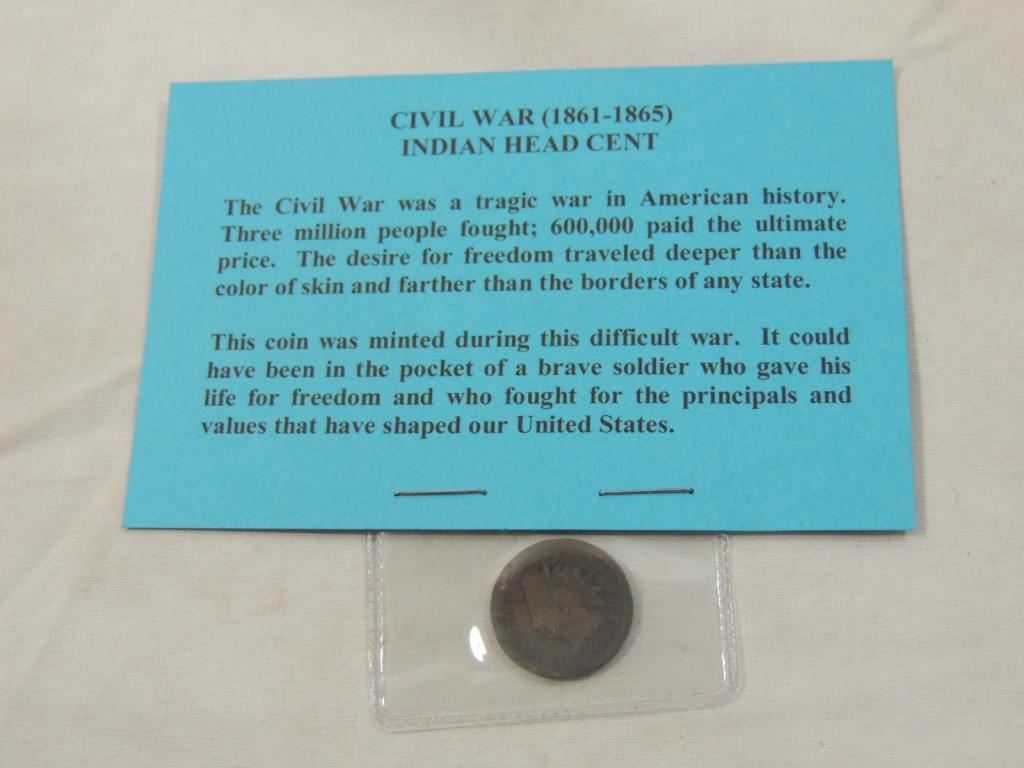 CIVIL WAR (1861-1865)
INDIAN HEAD CENT
The Civil War was a tragic war in American history.
Three million people fought; 600,000 paid the ultimate
price. The desire for freedom traveled deeper than the
color of skin and farther than the borders of any state.
This coin was minted during this difficult war. It could
have been in the pocket of a brave soldier who gave his
life for freedom and who fought for the principals and
values that have shaped our United States.